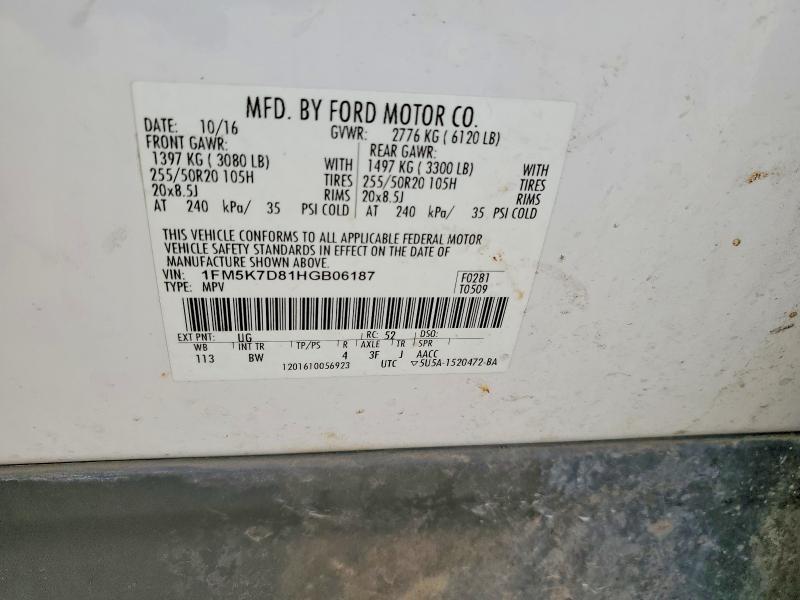 MFD. BY FORD MOTOR CO.
DATE: 10/16 GVWR: 2776 KG ( 6120 LB)
FRONT GAWR: REAR GAWR:
1397 KG ( 3080 LB) WITH 1497 KG ( 3300 LB) WITH
255/50R20 105H TIRES 255/50R20 105H TIRES
20x8.5J RIMS 20x8.5J RIMS
AT 240 kPa/ 35 PSI COLD AT 240 kPa/ 35 PSI COLD
THIS VEHICLE CONFORMS TO ALL APPLICABLE FEDERAL MOTOR
VEHICLE SAFETY STANDARDS IN EFFECT ON THE DATE OF
MANUFACTURE SHOWN ABOVE.
VIN: 1FM5K7D81HGB06187 F0281
TYPE: MPV T0509
EXT PNT: UG RC: 52 DSO:
WB INT TR TP/PS R AXLE TR SPR
113 BW 4 3F J AACC
1201610056923 UTC ▽5U5A-1520472-BA